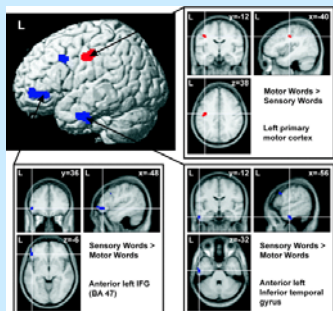 L
L y=-12 x=-40
L z=38
Motor Words >
Sensory Words
Left primary
motor cortex
L y=36 x=-48
L z=-6
Sensory Words >
Motor Words
Anterior left IFG
(BA 47)
L y=-12 x=-56
L z=-32
Sensory Words >
Motor Words
Anterior left
Inferior temporal
gyrus